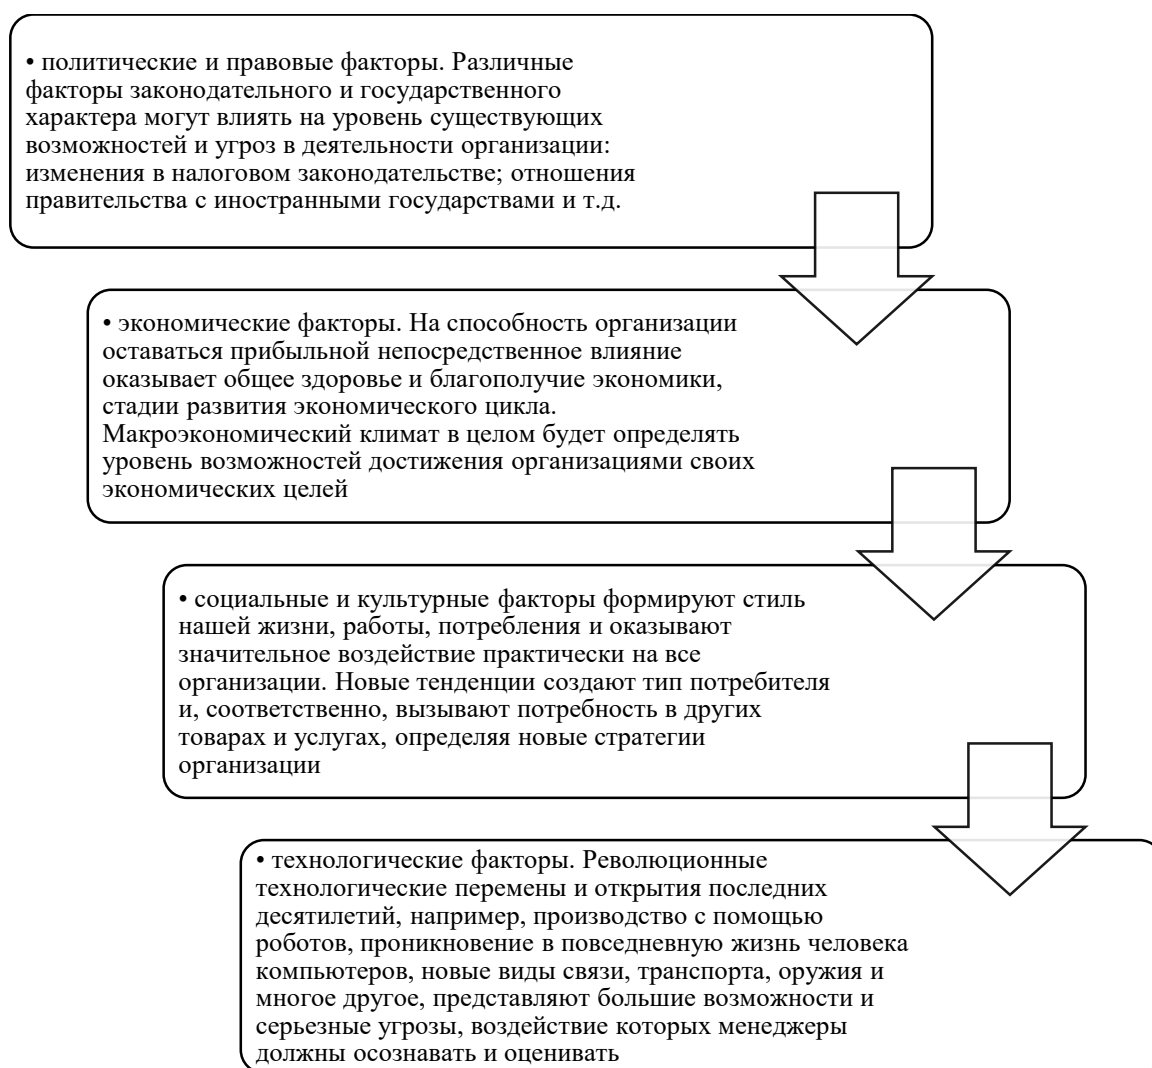 • политические и правовые факторы. Различные
факторы законодательного и государственного
характера могут влиять на уровень существующих
возможностей и угроз в деятельности организации:
изменения в налоговом законодательстве; отношения
правительства с иностранными государствами и т.д.
• экономические факторы. На способность организации
оставаться прибыльной непосредственное влияние
оказывает общее здоровье и благополучие экономики,
стадии развития экономического цикла.
Макроэкономический климат в целом будет определять
уровень возможностей достижения организациями своих
экономических целей
• социальные и культурные факторы формируют стиль
нашей жизни, работы, потребления и оказывают
значительное воздействие практически на все
организации. Новые тенденции создают тип потребителя
и, соответственно, вызывают потребность в других
товарах и услугах, определяя новые стратегии
организации
• технологические факторы. Революционные
технологические перемены и открытия последних
десятилетий, например, производство с помощью
роботов, проникновение в повседневную жизнь человека
компьютеров, новые виды связи, транспорта, оружия и
многое другое, представляют большие возможности и
серьезные угрозы, воздействие которых менеджеры
должны осознавать и оценивать